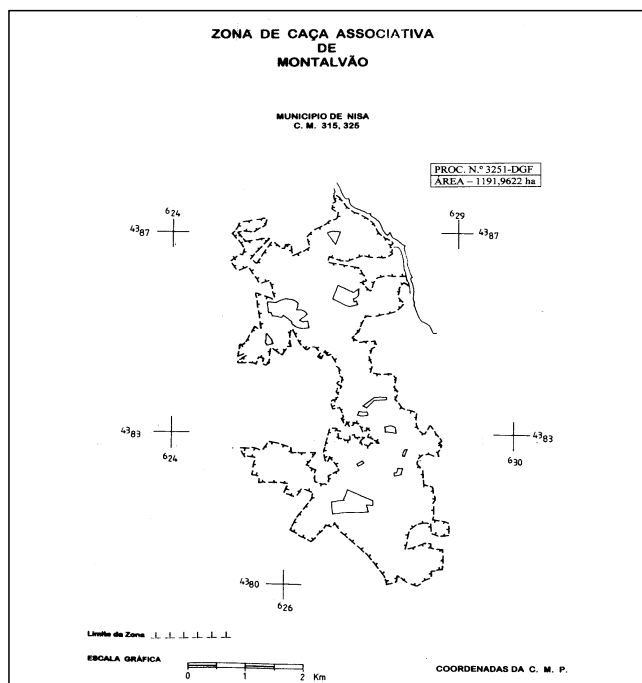 ZONA DE CAÇA ASSOCIATIVA
DE
MONTALVÃO
MUNICIPIO DE NISA
C. M. 315, 325
PROC. N.º 3251-DGF
ÁREA – 1191,9622 ha
624
4387
629
4387
4383
624
4383
630
4380
626
Limite da Zona
ESCALA GRÁFICA
0 1 2 Km
COORDENADAS DA C. M. P.